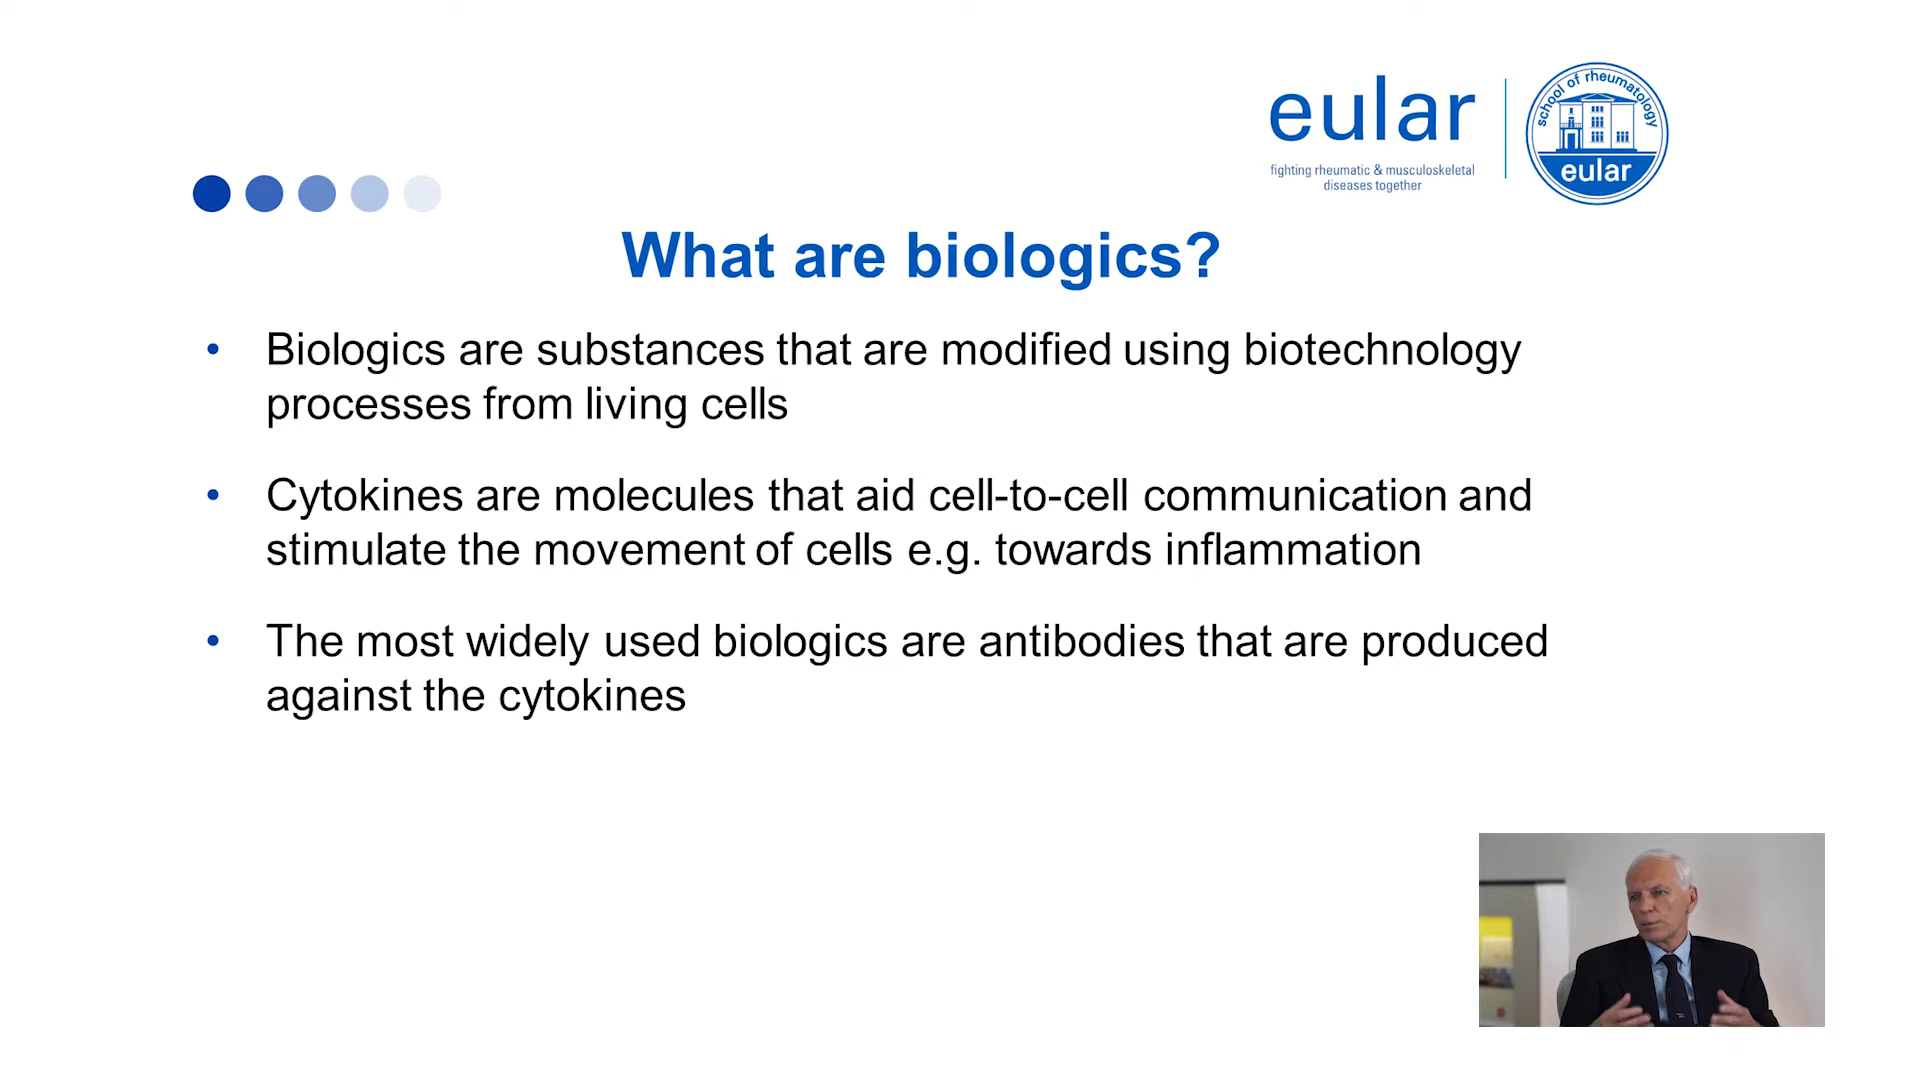 eular
fighting rheumatic & musculoskeletal
diseases together
school of rheumatology
eular
What are biologics?
• Biologics are substances that are modified using biotechnology
processes from living cells
• Cytokines are molecules that aid cell-to-cell communication and
stimulate the movement of cells e.g. towards inflammation
• The most widely used biologics are antibodies that are produced
against the cytokines